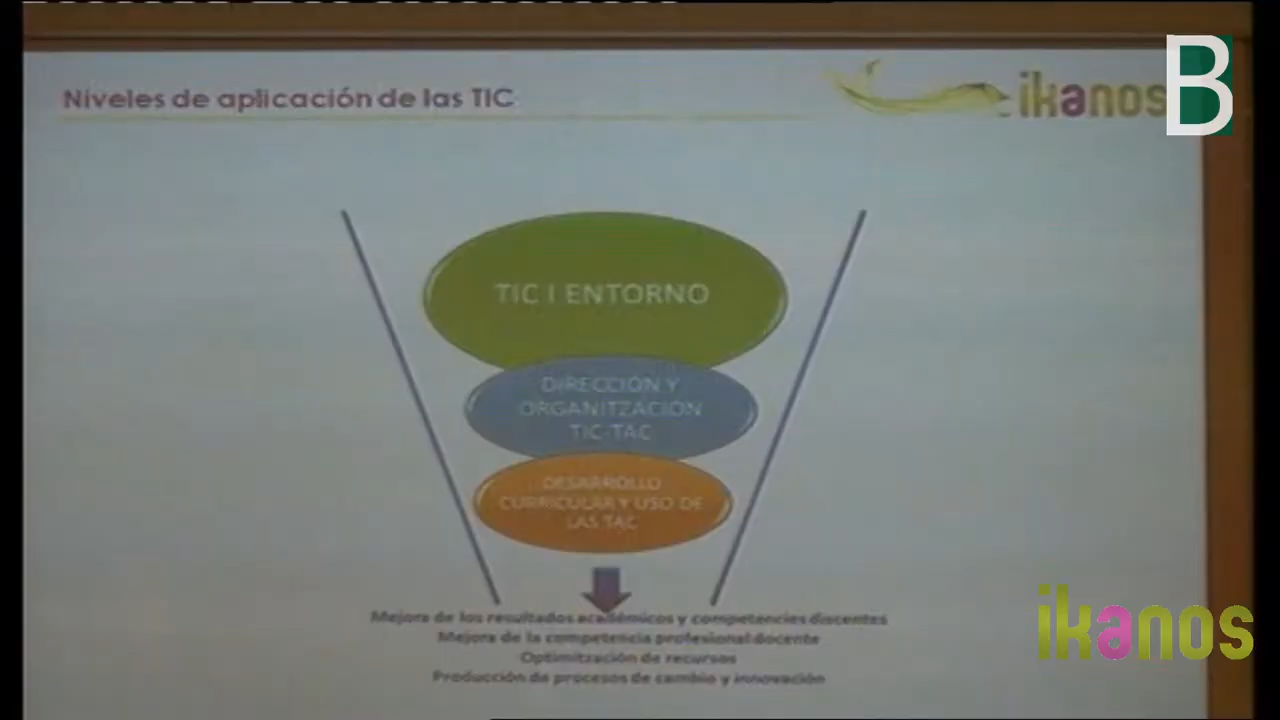 Niveles de aplicación de las TIC
ikanos
B
TIC I ENTORNO
DIRECCIÓN Y
ORGANITZACIÓN
TIC-TAC
DESARROLLO
CURRICULAR Y USO DE
LAS TAC
Mejora de los resultados académicos y competencies discentes
Mejora de la competencia profesional docente
Optimitzación de recursos
Producción de procesos de cambio y innovación
ikanos